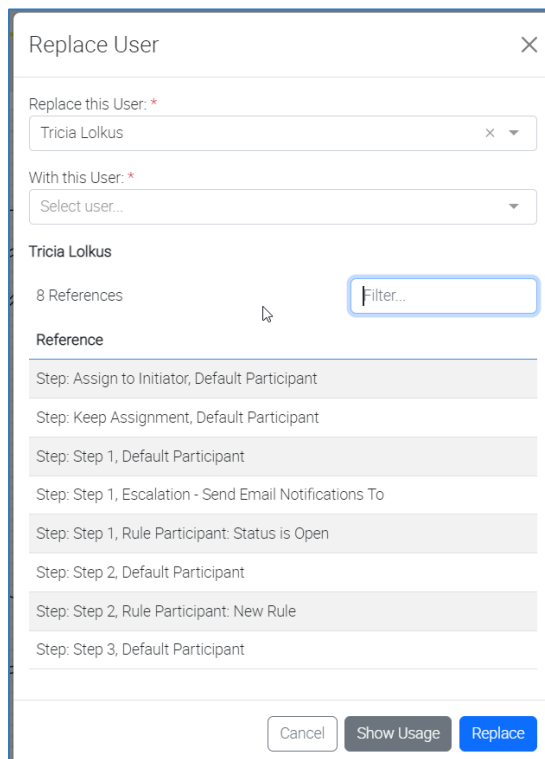 Replace User
Replace this User: *
Tricia Lolkus
With this User: *
Select user...
Tricia Lolkus
8 References
Filter...
Reference
Step: Assign to Initiator, Default Participant
Step: Keep Assignment, Default Participant
Step: Step 1, Default Participant
Step: Step 1, Escalation - Send Email Notifications To
Step: Step 1, Rule Participant: Status is Open
Step: Step 2, Default Participant
Step: Step 2, Rule Participant: New Rule
Step: Step 3, Default Participant
Cancel Show Usage Replace